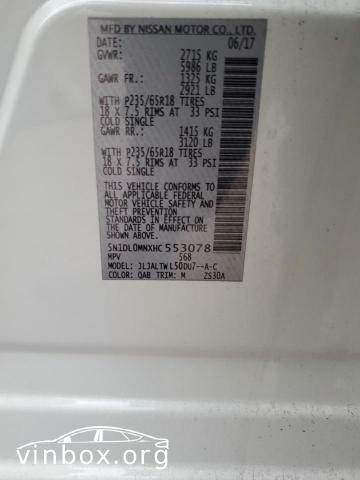 MFD BY NISSAN MOTOR CO., LTD.
DATE: 06/17
GVWR: 2715 KG
5986 LB
GAWR FR.: 1325 KG
2921 LB
WITH P235/65R18 TIRES
18 X 7.5 RIMS AT 33 PSI
COLD SINGLE
GAWR RR.: 1415 KG
3120 LB
WITH P235/65R18 TIRES
18 X 7.5 RIMS AT 33 PSI
COLD SINGLE
THIS VEHICLE CONFORMS TO ALL
APPLICABLE FEDERAL
MOTOR VEHICLE SAFETY
STANDARDS IN EFFECT ON
THE DATE OF MANUFACTURE
SHOWN ABOVE.
5N1DL0MNXHC553078
MPV 568
MODEL: JLJALTWL50DU7--A-C
COLOR: QAB TRIM: M ZS30A
vinbox.org